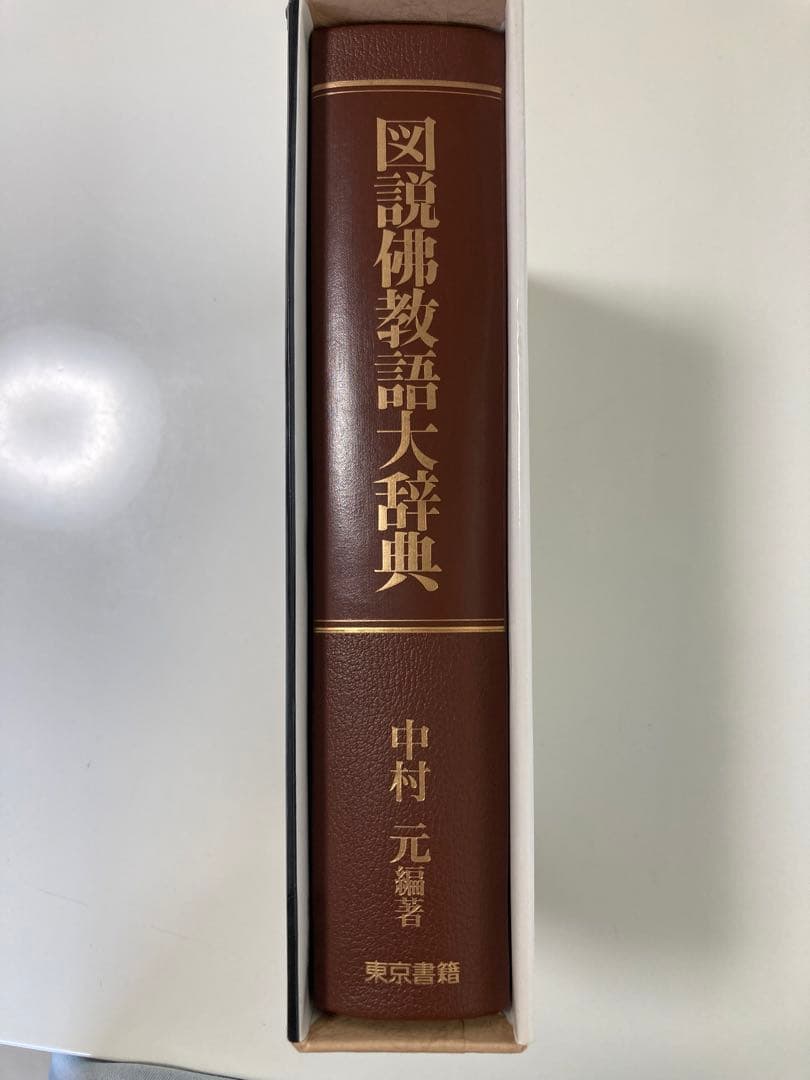 図説佛教語大辞典
中村 元編著
東京書籍